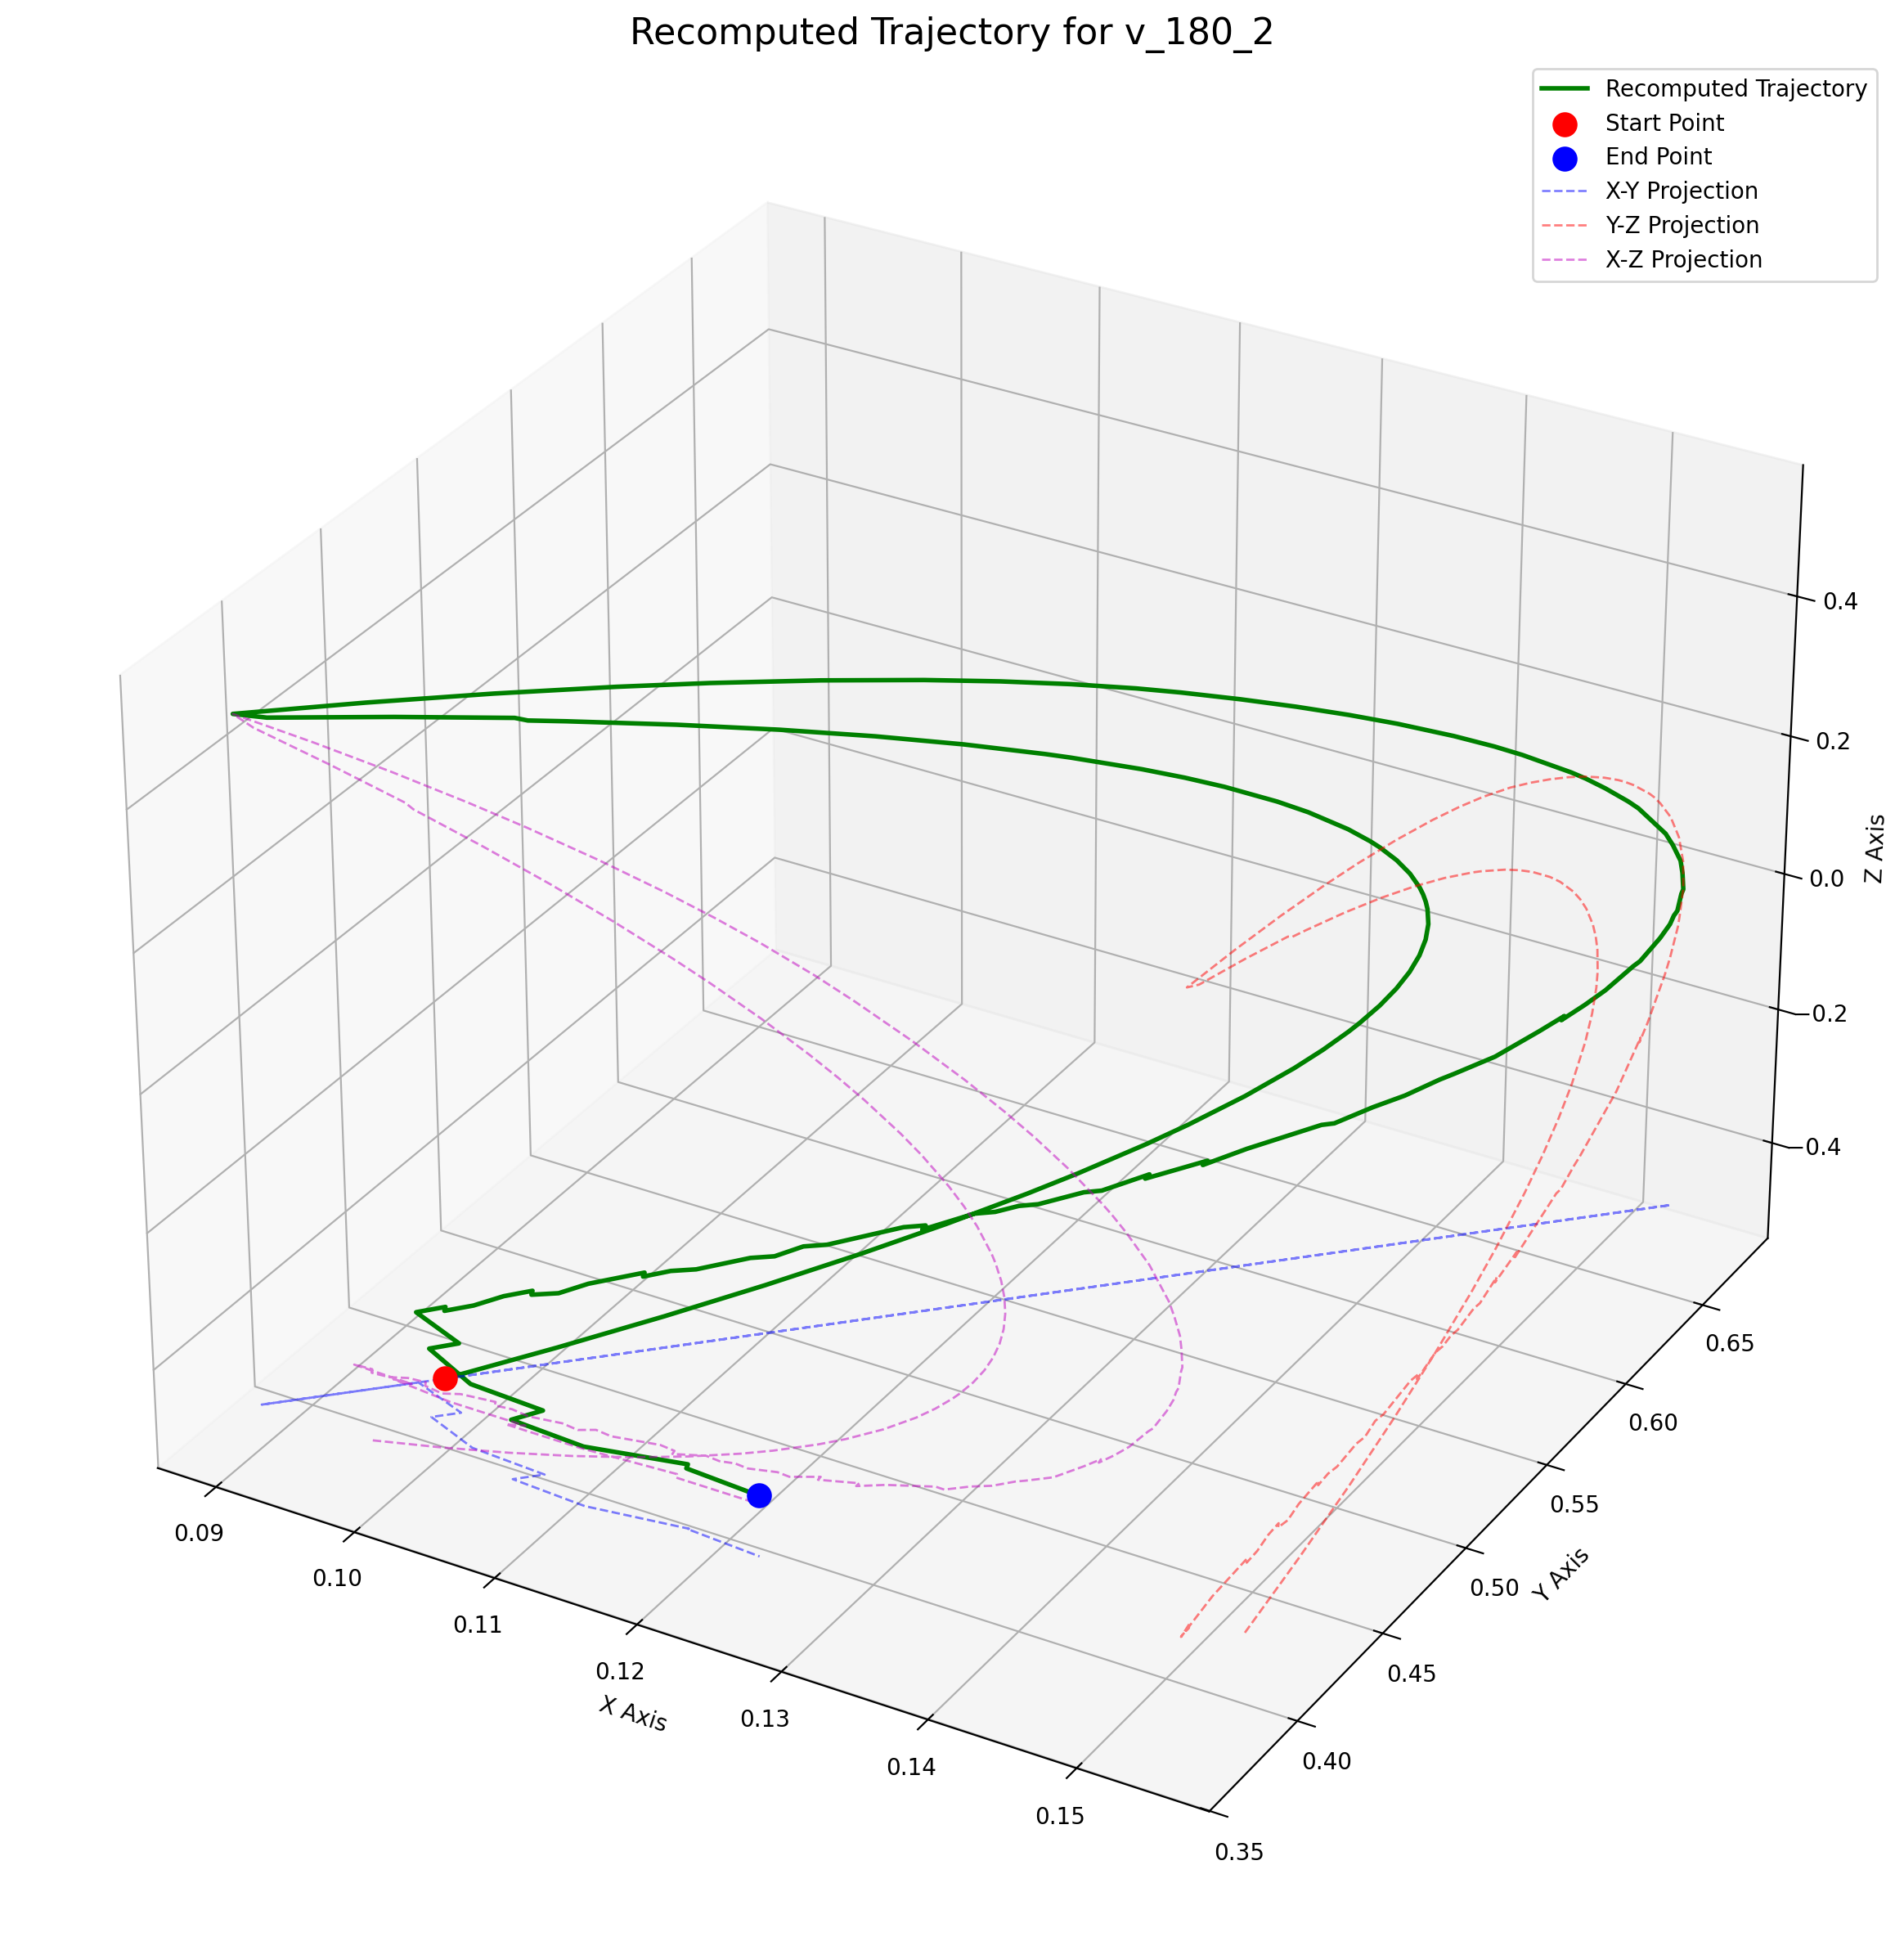 Recomputed Trajectory for v_180_2
Recomputed Trajectory
Start Point
End Point
X-Y Projection
Y-Z Projection
X-Z Projection
0.4
0.2
0.0
−0.2
−0.4
Z Axis
0.65
0.60
0.55
0.50
0.45
0.40
0.35
Y Axis
0.09
0.10
0.11
0.12
0.13
0.14
0.15
X Axis